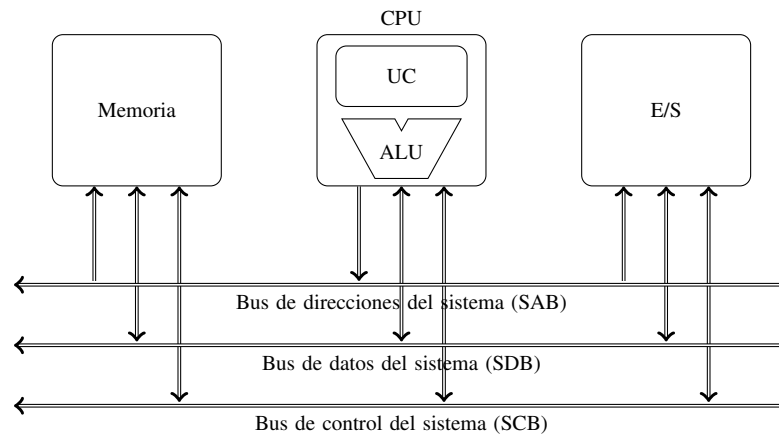 CPU
Memoria
UC
ALU
E/S
Bus de direcciones del sistema (SAB)
Bus de datos del sistema (SDB)
Bus de control del sistema (SCB)